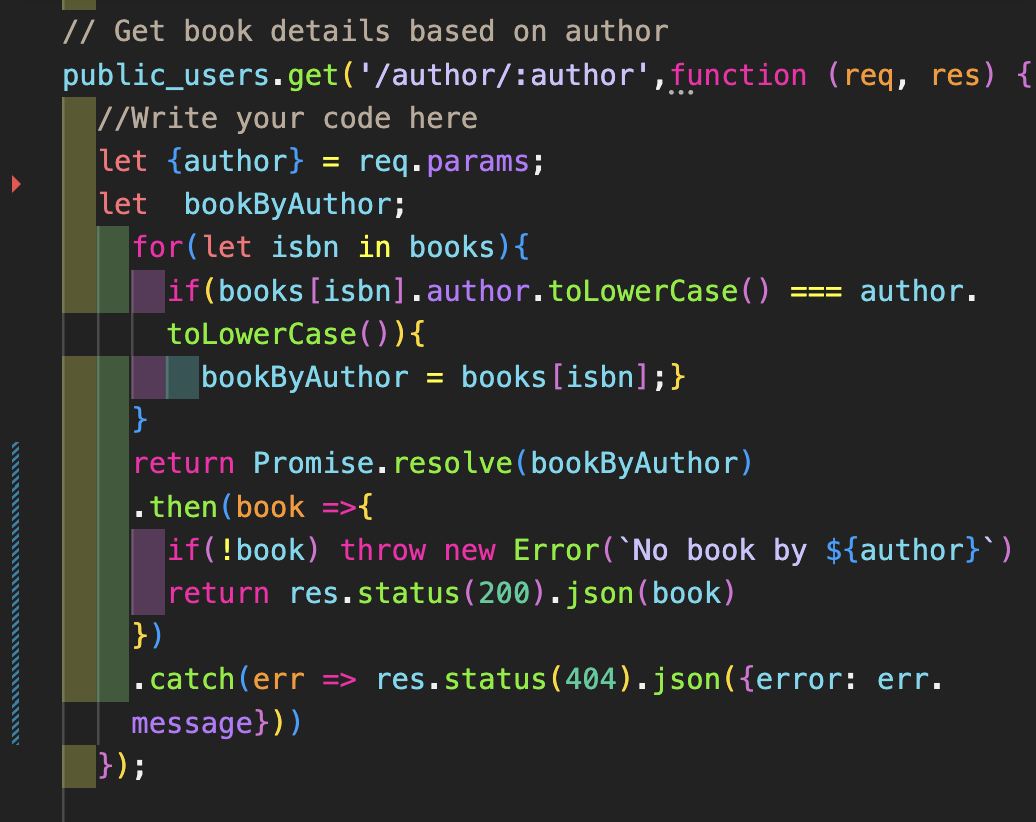 // Get book details based on author
public_users.get('/author/:author',function (req, res) {
//Write your code here
let {author} = req.params;
let  bookByAuthor;
for(let isbn in books){
if(books[isbn].author.toLowerCase() === author.
toLowerCase()){
bookByAuthor = books[isbn];}
}
return Promise.resolve(bookByAuthor)
.then(book =>{
if(!book) throw new Error(`No book by ${author}`)
return res.status(200).json(book)
})
.catch(err => res.status(404).json({error: err.
message}))
});